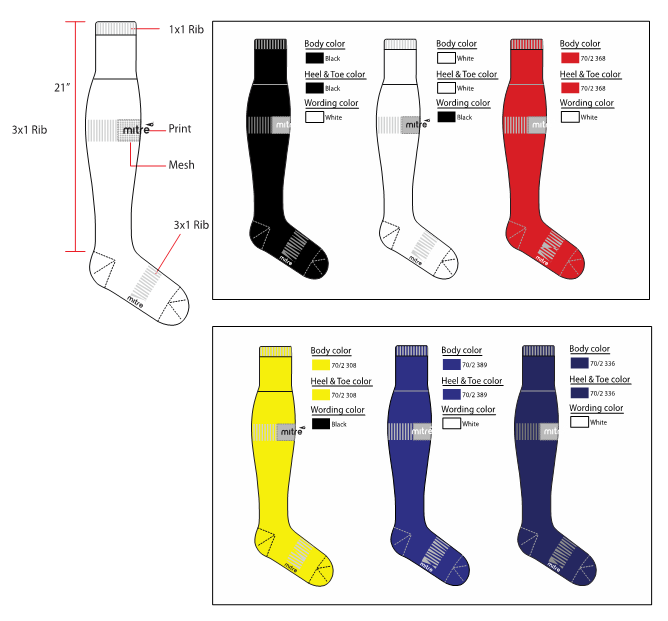 1x1 Rib
21”
3x1 Rib
mitre
Print
Mesh
3x1 Rib
mitre
Body color
Black
Heel & Toe color
Black
Wording color
White
mitre
mitre
Body color
White
Heel & Toe color
White
Wording color
Black
mitre
mitre
Body color
70/2 368
Heel & Toe color
70/2 368
Wording color
White
mitre
mitre
Body color
70/2 308
Heel & Toe color
70/2 308
Wording color
Black
mitre
mitre
Body color
70/2 389
Heel & Toe color
70/2 389
Wording color
White
mitre
mitre
Body color
70/2 336
Heel & Toe color
70/2 336
Wording color
White
mitre
mitre